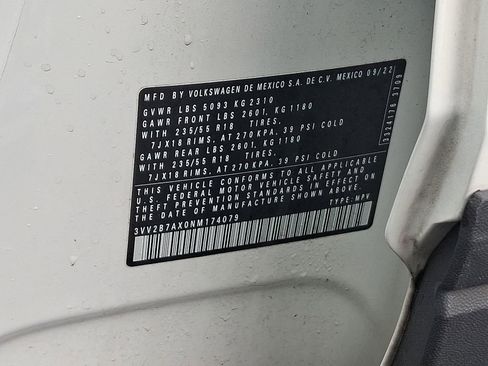 MFD BY VOLKSWAGEN DE MEXICO S.A. DE C.V. MEXICO 09/22
GVWR LBS 5093 KG 2310
GAWR FRONT LBS 2601, KG 1180
WITH 235/55 R18 TIRES.
7JX18 RIMS, AT 270 KPA, 39 PSI COLD
GAWR REAR LBS 2601, KG 1180
WITH 235/55 R18 TIRES.
7JX18 RIMS, AT 270 KPA, 39 PSI COLD
THIS VEHICLE CONFORMS TO ALL APPLICABLE
U.S. FEDERAL MOTOR VEHICLE SAFETY AND
THEFT PREVENTION STANDARDS IN EFFECT ON
THE DATE OF MANUFACTURE SHOWN ABOVE.
3VV2B7AX0NM174079 TYPE: MPV
3324136 3709